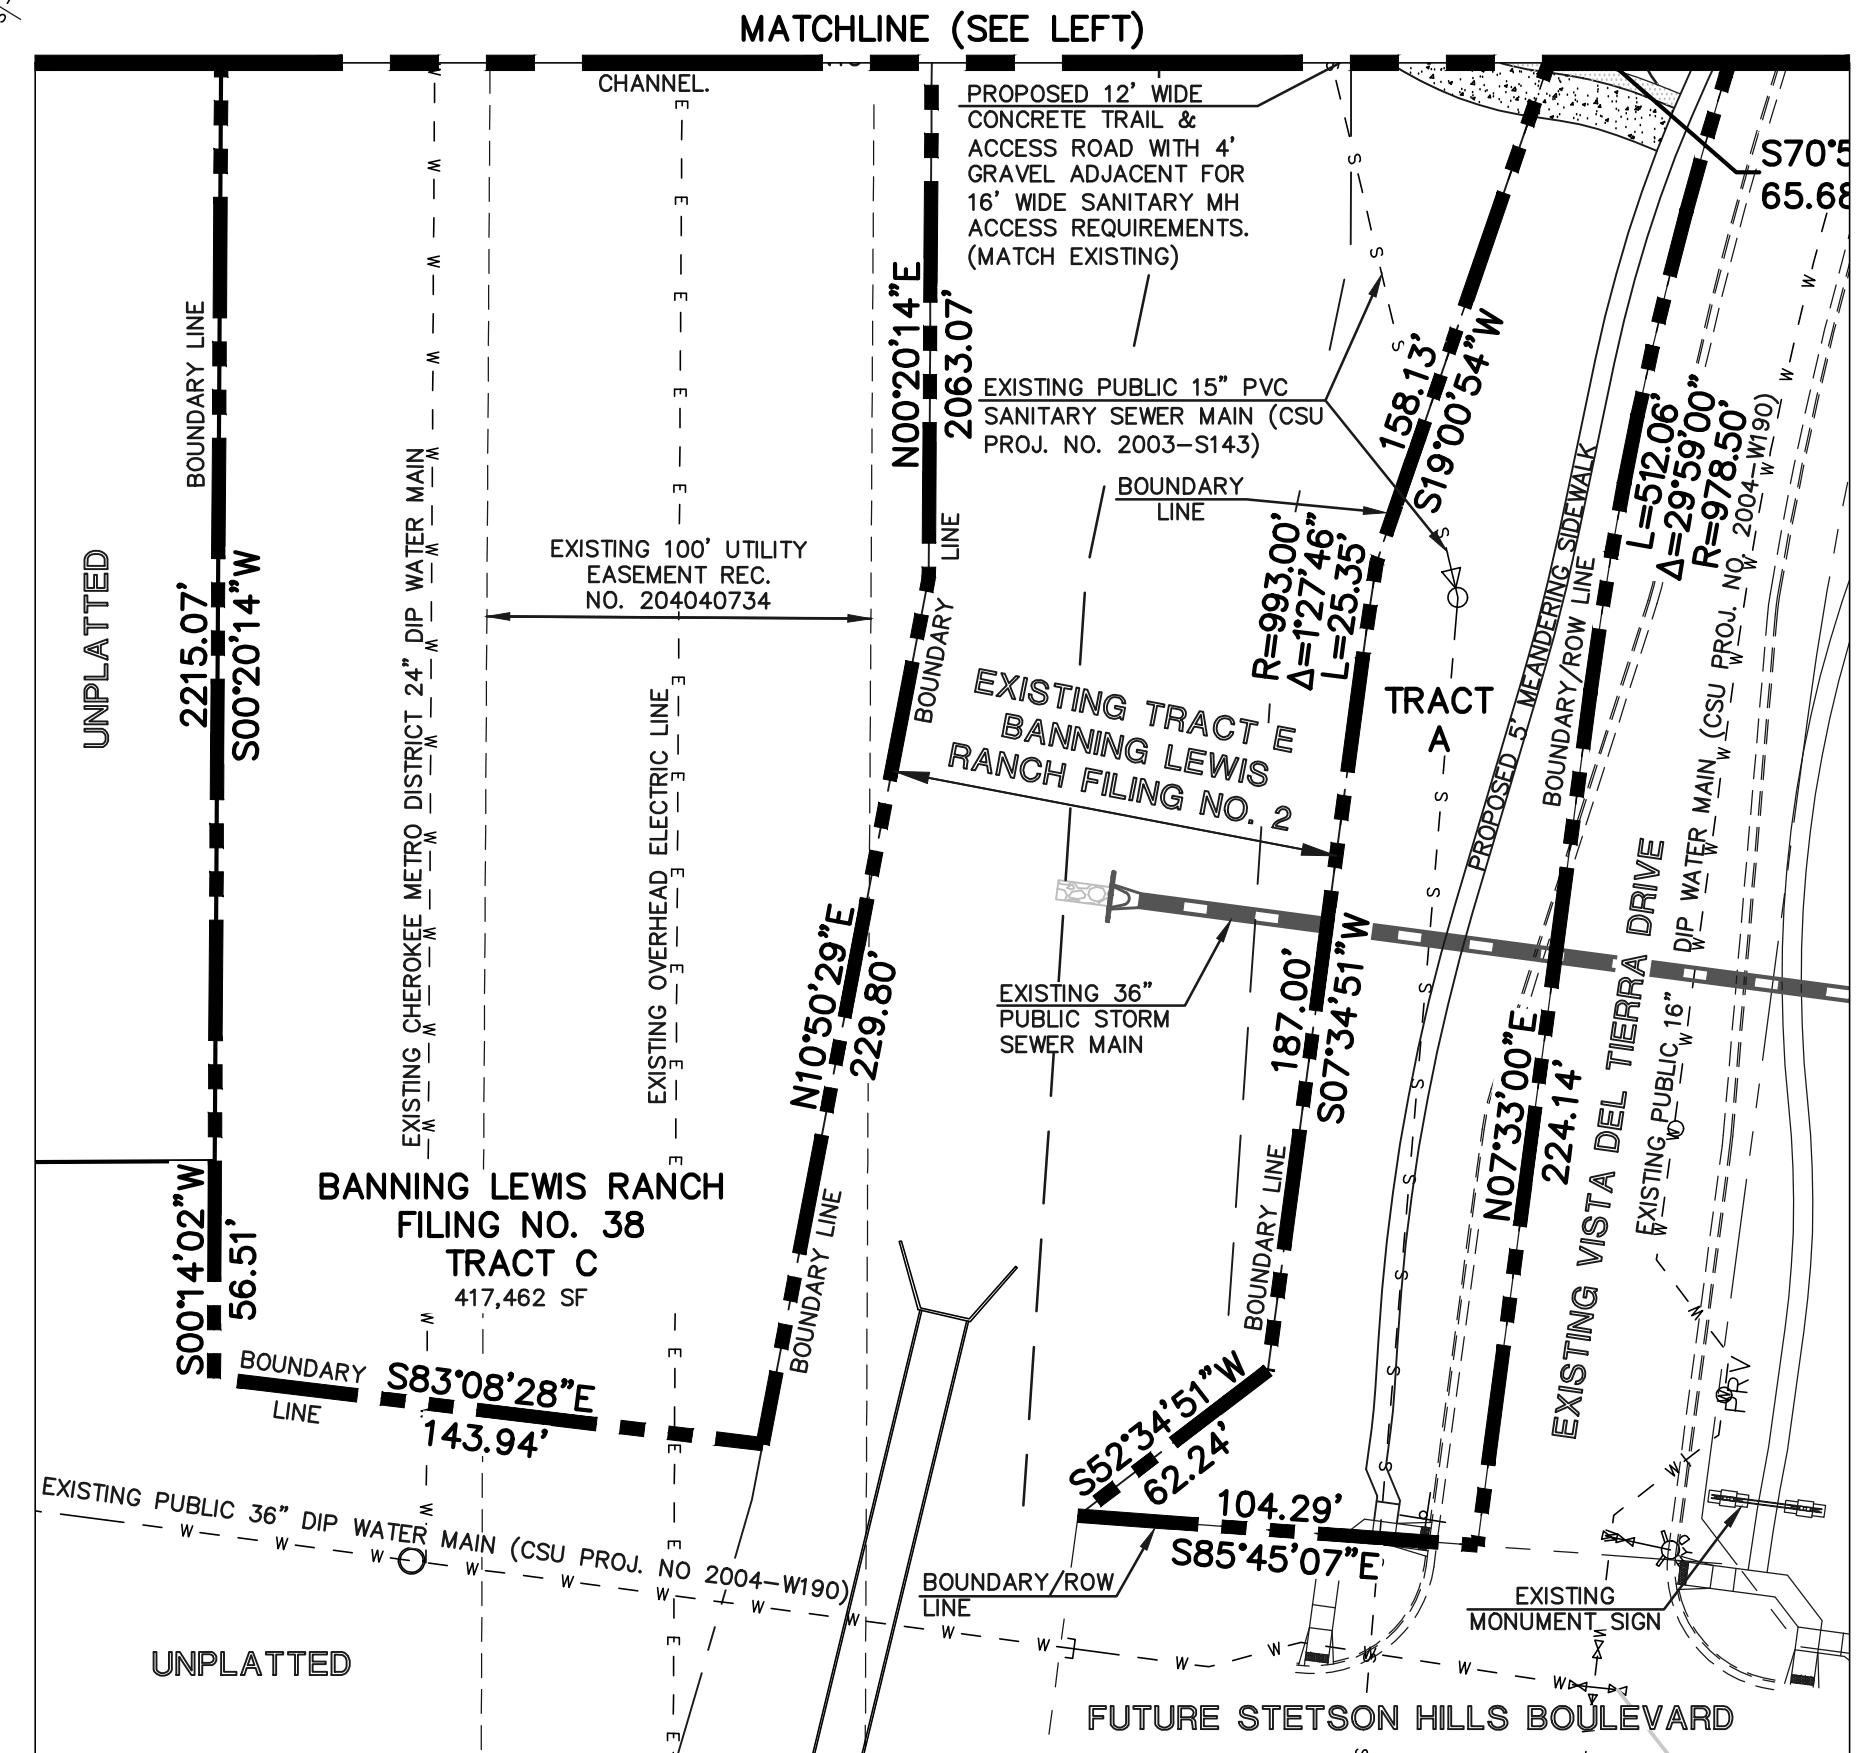 MATCHLINE (SEE LEFT)
CHANNEL.
PROPOSED 12' WIDE
CONCRETE TRAIL &
ACCESS ROAD WITH 4'
GRAVEL ADJACENT FOR
16' WIDE SANITARY MH
ACCESS REQUIREMENTS.
(MATCH EXISTING)
S70°5
65.68
BOUNDARY LINE
N00°20'14"E
2063.07'
EXISTING PUBLIC 15" PVC
SANITARY SEWER MAIN (CSU
PROJ. NO. 2003-S143)
158.13'
S19°00'54"W
BOUNDARY
LINE
L=512.06'
Δ=29°59'00"
R=978.50'
UNPLATTED
2215.07'
S00°20'14"W
EXISTING CHEROKEE METRO DISTRICT 24" DIP WATER MAIN
EXISTING 100' UTILITY
EASEMENT REC.
NO. 204040734
EXISTING OVERHEAD ELECTRIC LINE
BOUNDARY
LINE
R=993.00'
Δ=1°27'46"
L=25.35'
EXISTING TRACT E
BANNING LEWIS
RANCH FILING NO. 2
TRACT
A
PROPOSED 5' MEANDERING SIDEWALK
BOUNDARY/ROW LINE
EXISTING PUBLIC 16" DIP WATER MAIN (CSU PROJ. NO. 2004-W190)
EXISTING VISTA DEL TIERRA DRIVE
N10°50'29"E
229.80'
EXISTING 36"
PUBLIC STORM
SEWER MAIN
187.00'
S07°34'51"W
N07°33'00"E
224.14'
BANNING LEWIS RANCH
FILING NO. 38
TRACT C
417,462 SF
S00°14'02"W
56.51'
BOUNDARY LINE
BOUNDARY LINE
BOUNDARY
LINE
S83°08'28"E
143.94'
S52°34'51"W
62.24'
104.29'
S85°45'07"E
PRV
EXISTING PUBLIC 36" DIP WATER MAIN (CSU PROJ. NO 2004-W190)
BOUNDARY/ROW
LINE
EXISTING
MONUMENT SIGN
UNPLATTED
FUTURE STETSON HILLS BOULEVARD